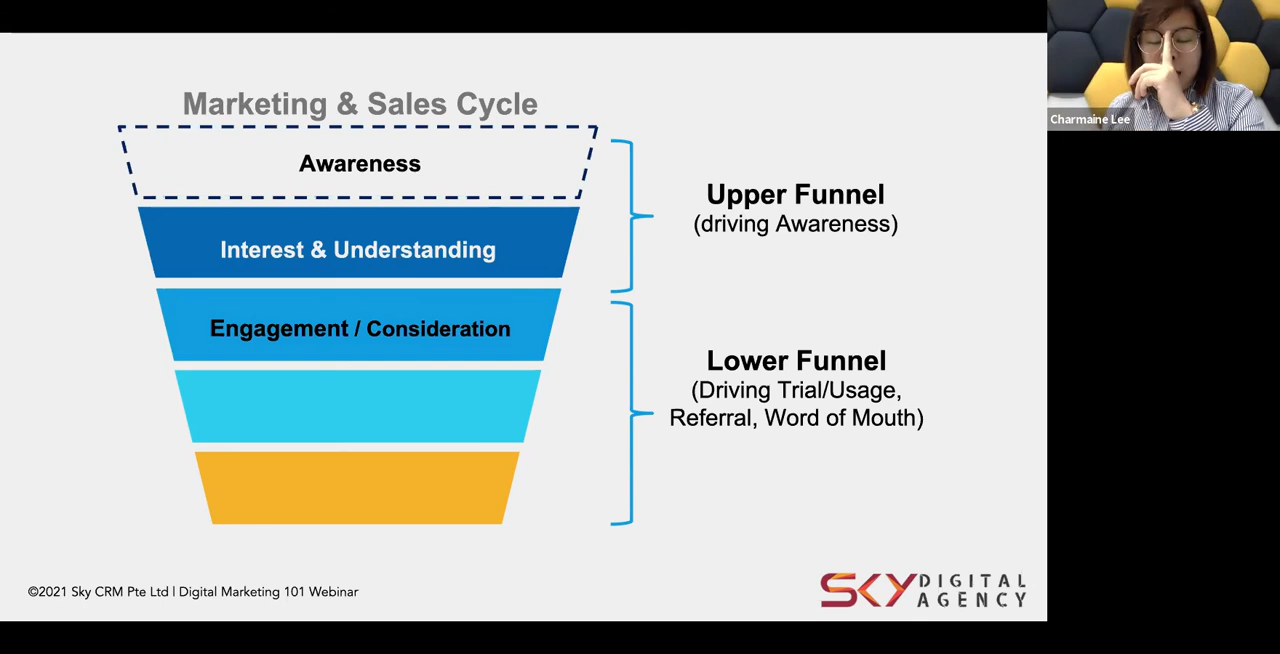 Marketing & Sales Cycle
Awareness
Interest & Understanding
Engagement / Consideration
Upper Funnel
(driving Awareness)
Lower Funnel
(Driving Trial/Usage,
Referral, Word of Mouth)
©2021 Sky CRM Pte Ltd | Digital Marketing 101 Webinar
SKY DIGITAL
AGENCY
Charmaine Lee